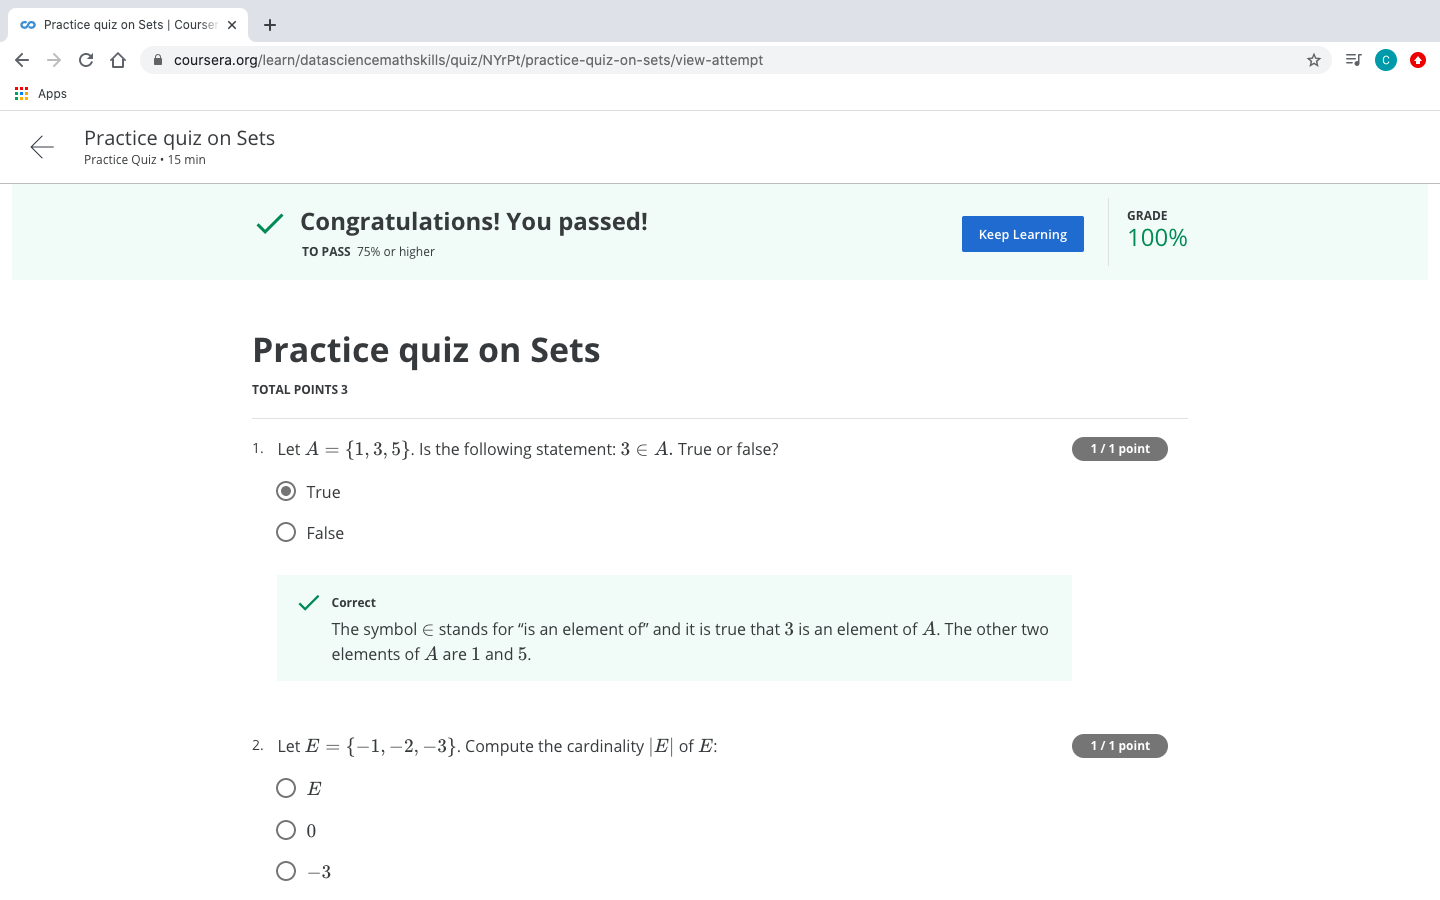 Practice quiz on Sets | Courser
coursera.org/learn/datasciencemathskills/quiz/NYrPt/practice-quiz-on-sets/view-attempt
C
Apps
Practice quiz on Sets
Practice Quiz • 15 min
Congratulations! You passed!
TO PASS 75% or higher
Keep Learning
GRADE
100%
Practice quiz on Sets
TOTAL POINTS 3
1. Let A = {1, 3, 5}. Is the following statement: 3 ∈ A. True or false?
1 / 1 point
True
False
Correct
The symbol ∈ stands for “is an element of” and it is true that 3 is an element of A. The other two
elements of A are 1 and 5.
2. Let E = {−1, −2, −3}. Compute the cardinality |E| of E:
1 / 1 point
E
0
−3